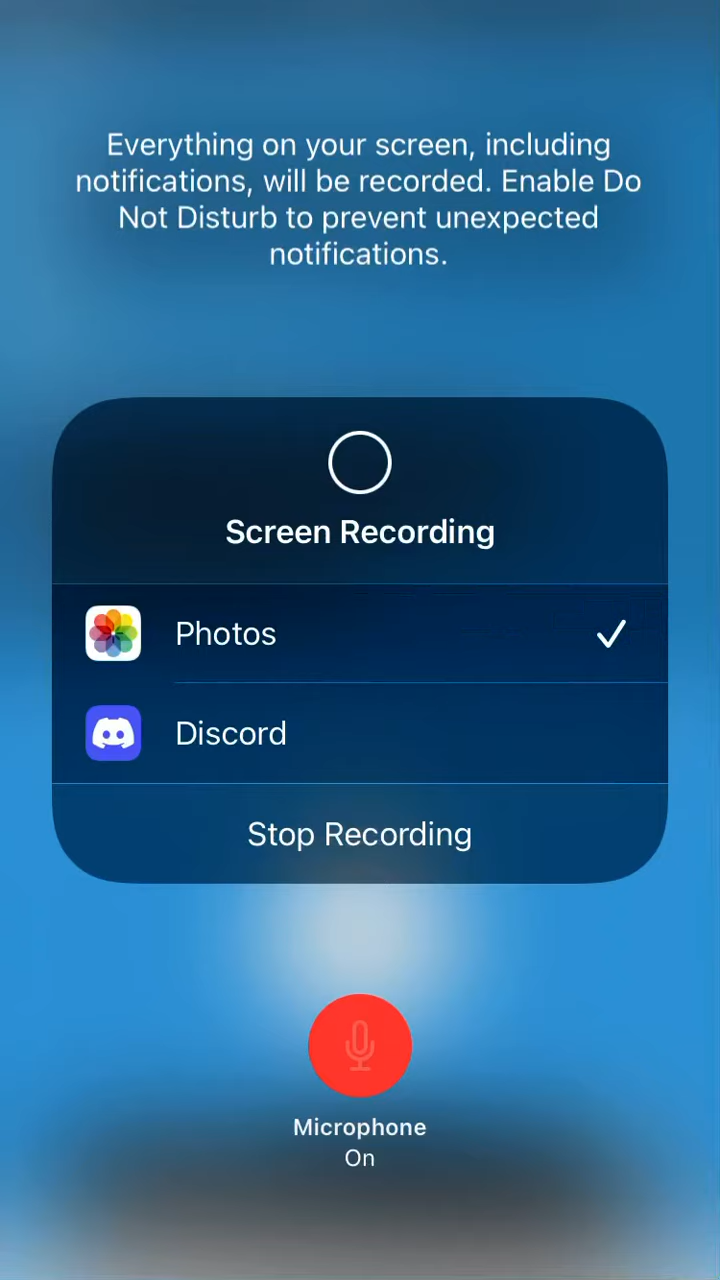 Everything on your screen, including
notifications, will be recorded. Enable Do
Not Disturb to prevent unexpected
notifications.
Screen Recording
Photos
Discord
Stop Recording
Microphone
On